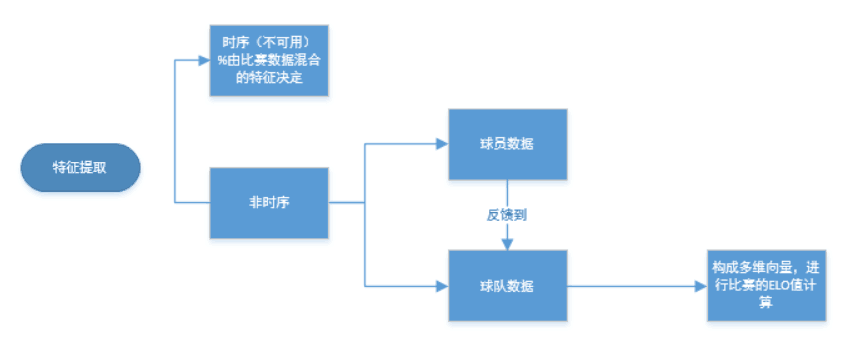 时序（不可用）
%由比赛数据混合
的特征决定
特征提取
非时序
球员数据
反馈到
球队数据
构成多维向量，进
行比赛的ELO值计
算